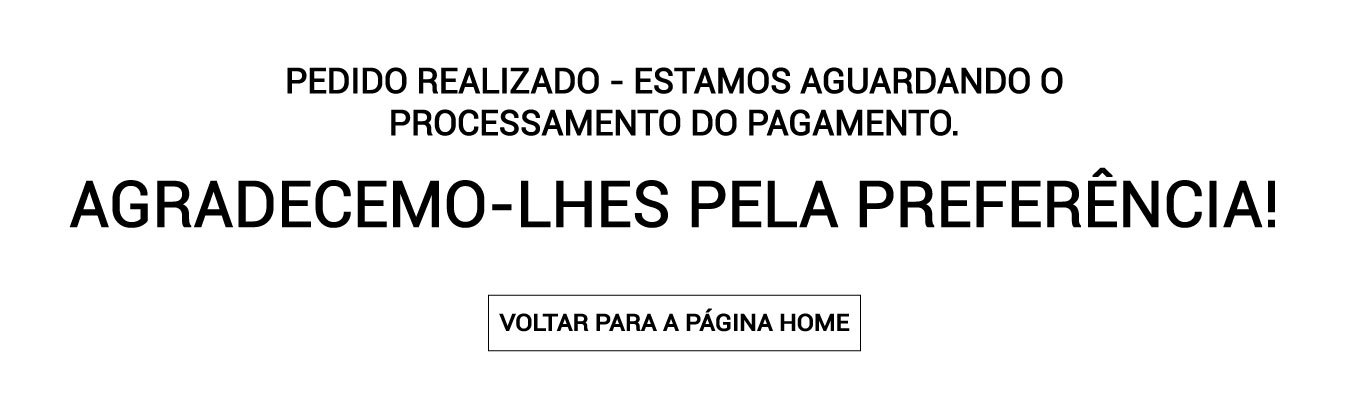 PEDIDO REALIZADO - ESTAMOS AGUARDANDO O
PROCESSAMENTO DO PAGAMENTO.
AGRADECEMO-LHES PELA PREFERÊNCIA!
VOLTAR PARA A PÁGINA HOME